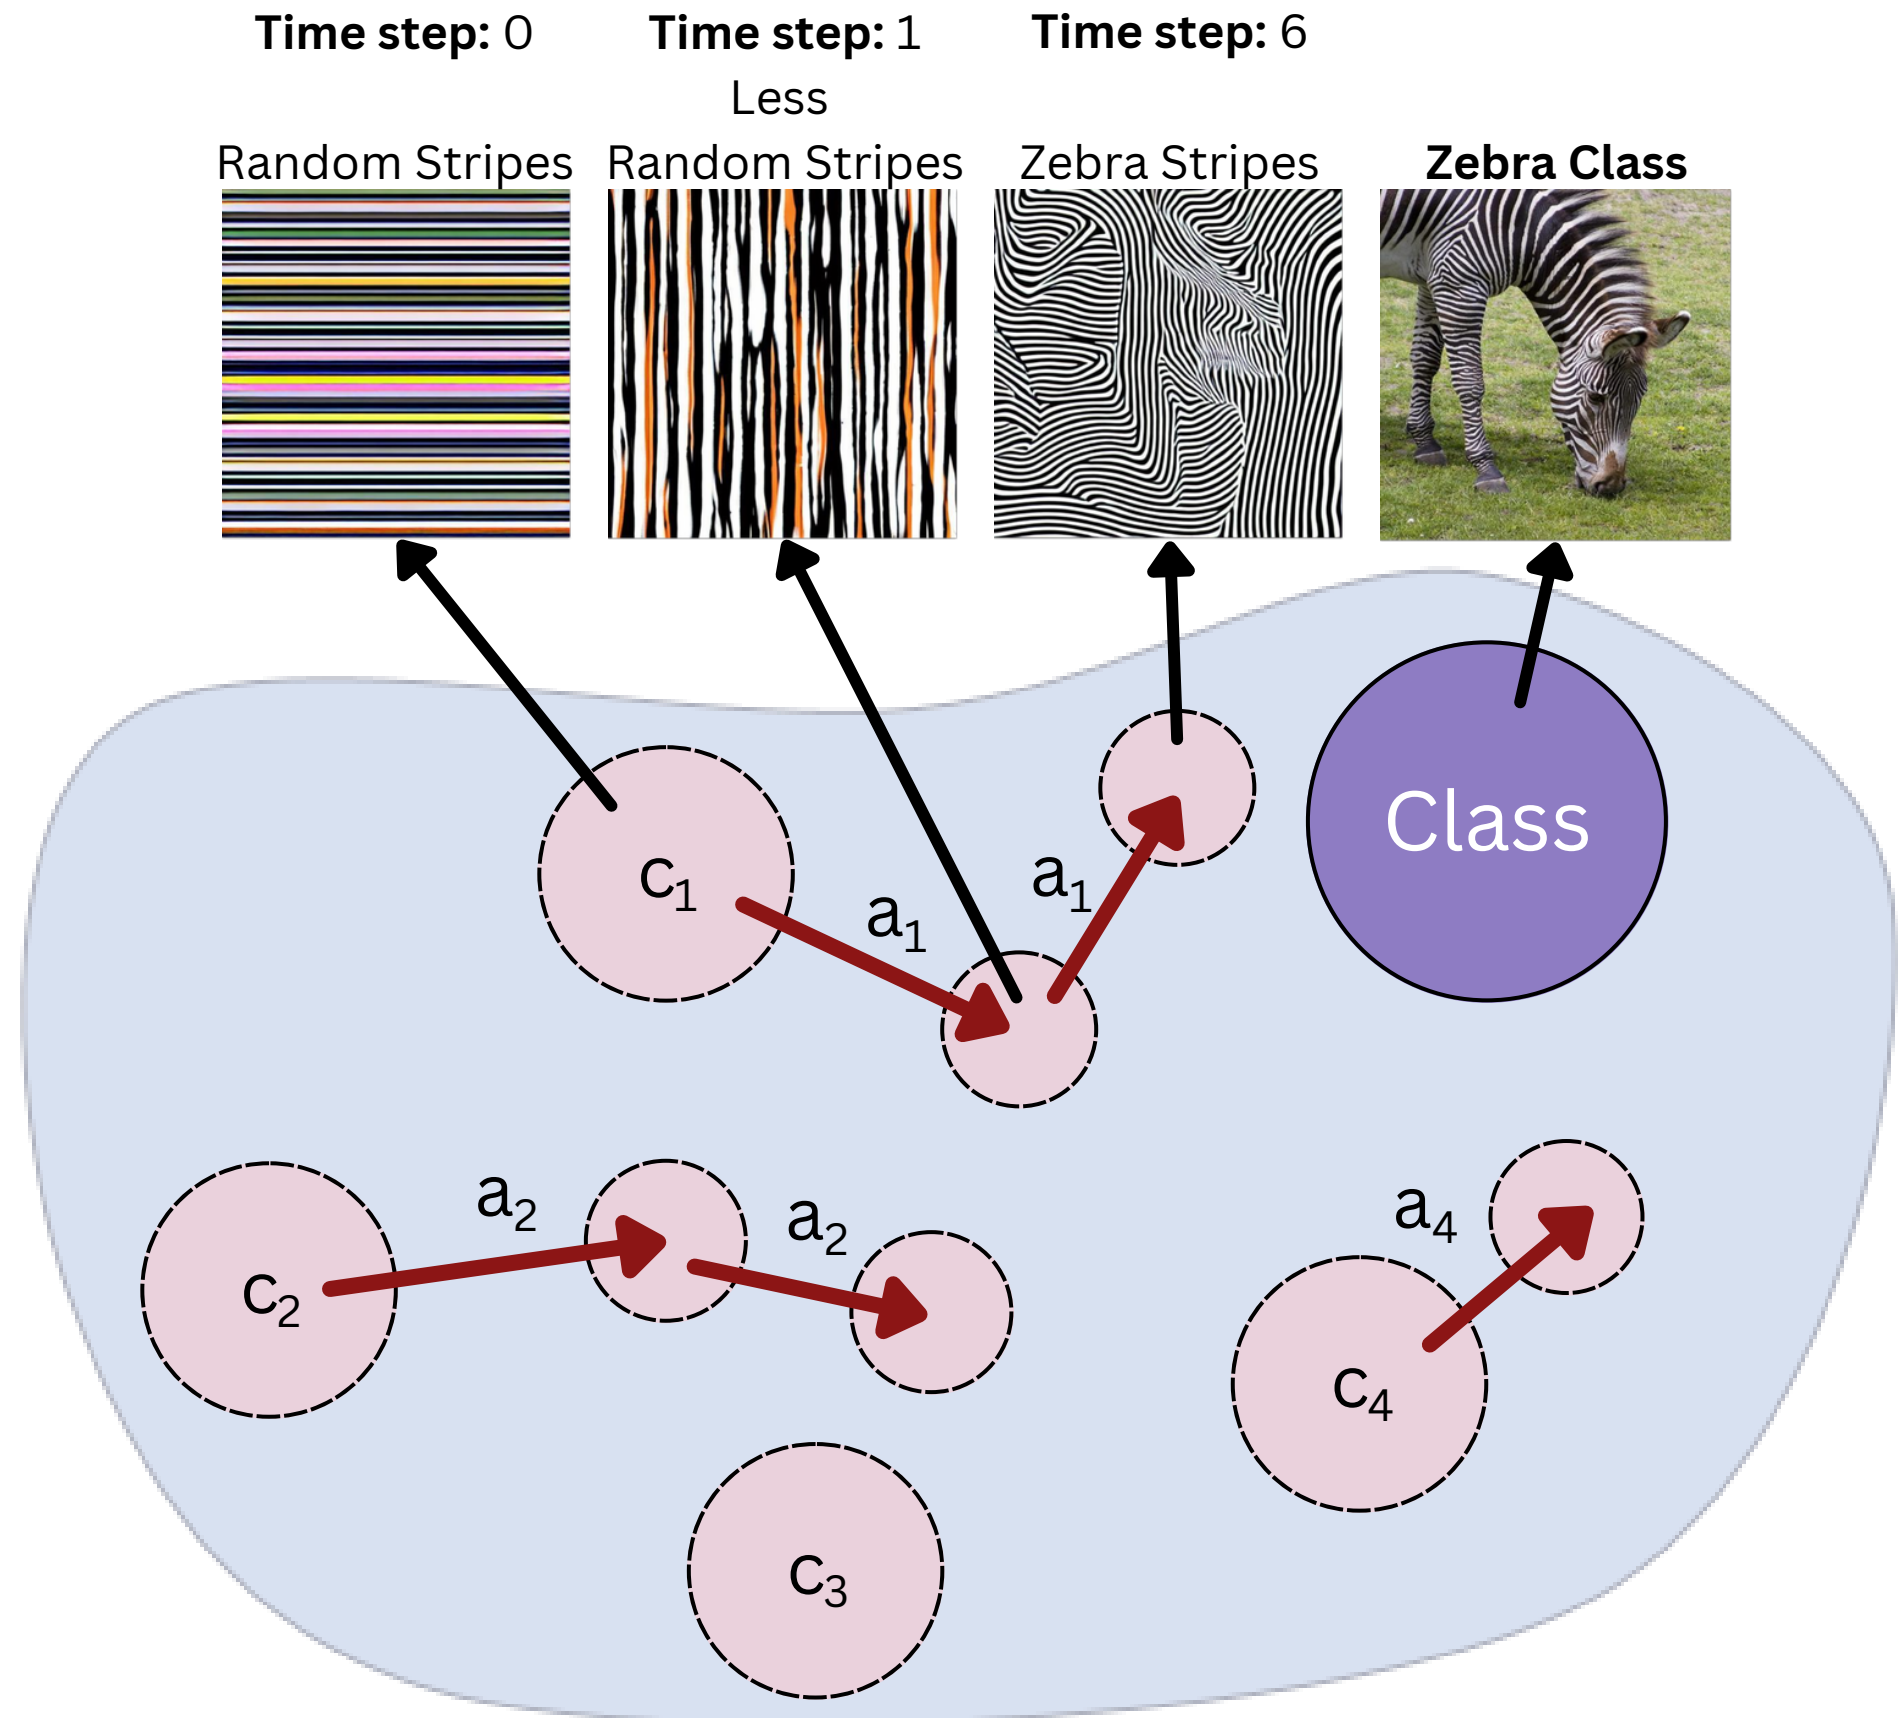 Time step: 0
Time step: 1
Time step: 6
Less
Random Stripes
Random Stripes
Zebra Stripes
Zebra Class
c1
a1
a1
Class
c2
a2
a2
a4
c4
c3